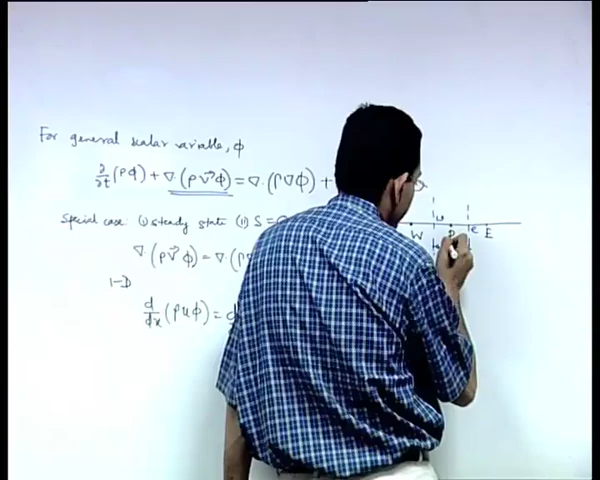 For general scalar variable, ϕ
∂/∂t (ρϕ) + ∇·(ρv⃗ϕ) = ∇·(Γ∇ϕ) +
Special case: (i) steady state (ii) S =
∇·(ρv⃗ϕ) = ∇·(Γ
1-D
d/dx (ρuϕ) = d
w
W P e E